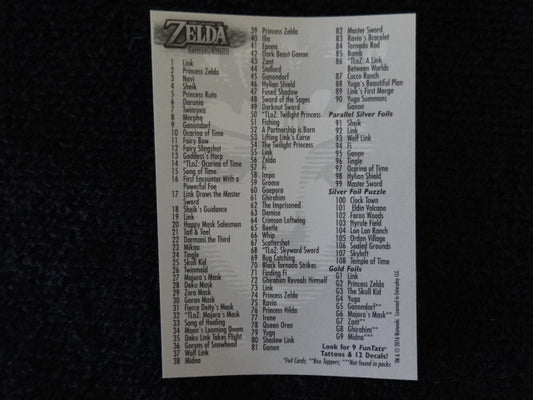 THE LEGEND OF
ZELDA
1 Link
2 Princess Zelda
3 Navi
4 Sheik
5 Princess Ruto
6 Darunia
7 Twinrova
8 Morpha
9 Ganondorf
10 Ocarina of Time
11 Fairy Bow
12 Fairy Slingshot
13 Goddess's Harp
14 *TLoZ: Ocarina of Time
15 Song of Time
16 First Encounter With a
Powerful Foe
17 Link Draws the Master
Sword
18 Sheik's Guidance
19 Link
20 Happy Mask Salesman
21 Tatl & Tael
22 Darmani the Third
23 Mikau
24 Tingle
25 Skull Kid
26 Twinmold
27 Majora's Mask
28 Deku Mask
29 Zora Mask
30 Goron Mask
31 Fierce Deity's Mask
32 *TLoZ: Majora's Mask
33 Song of Healing
34 Moon's Looming Doom
35 Deku Link Takes Flight
36 Gorons of Snowhead
37 Wolf Link
38 Midna
39 Princess Zelda
40 Ilia
41 Epona
42 Dark Beast Ganon
43 Zant
44 Stallord
45 Ganondorf
46 Hylian Shield
47 Fused Shadow
48 Sword of the Sages
49 Darknut Sword
50 *TLoZ: Twilight Princess
51 Fishing
52 A Partnership is Born
53 Lifting Link's Curse
54 The Twilight Princess
55 Link
56 Zelda
57 Fi
58 Impa
59 Groose
60 Goepora
61 Ghirahim
62 The Imprisoned
63 Demise
64 Crimson Loftwing
65 Beetle
66 Whip
67 Scattershot
68 *TLoZ: Skyward Sword
69 Bug Catching
70 Black Tornado Strikes
71 Finding Fi
72 Ghirahim Reveals Himself
73 Link
74 Princess Zelda
75 Ravio
76 Princess Hilda
77 Irene
78 Queen Oren
79 Yuga
80 Shadow Link
81 Ganon
82 Master Sword
83 Ravio's Bracelet
84 Tornado Rod
85 Bomb
86 *TLoZ: A Link
Between Worlds
87 Cucco Ranch
88 Yuga's Beautiful Plan
89 Link's First Merge
90 Yuga Summons
Ganon
Parallel Silver Foils
91 Sheik
92 Link
93 Wolf Link
94 Fi
95 Ganon
96 Tingle
97 Ocarina of Time
98 Hylian Shield
99 Master Sword
Silver Foil Puzzle
100 Clock Town
101 Eldin Volcano
102 Faron Woods
103 Hyrule Field
104 Lon Lon Ranch
105 Ordon Village
106 Sealed Grounds
107 Skyloft
108 Temple of Time
Gold Foils
G1 Link
G2 Princess Zelda
G3 The Skull Kid
G4 Yuga
G5 Ganondorf**
G6 Majora's Mask**
G7 Zant**
G8 Ghirahim***
G9 Midna***
Look for 9 FunTats®
Tattoos & 12 Decals!
*Foil Cards; **Box Toppers; ***Not found in packs
TM & © 2016 Nintendo. Licensed to Enterplay LLC.